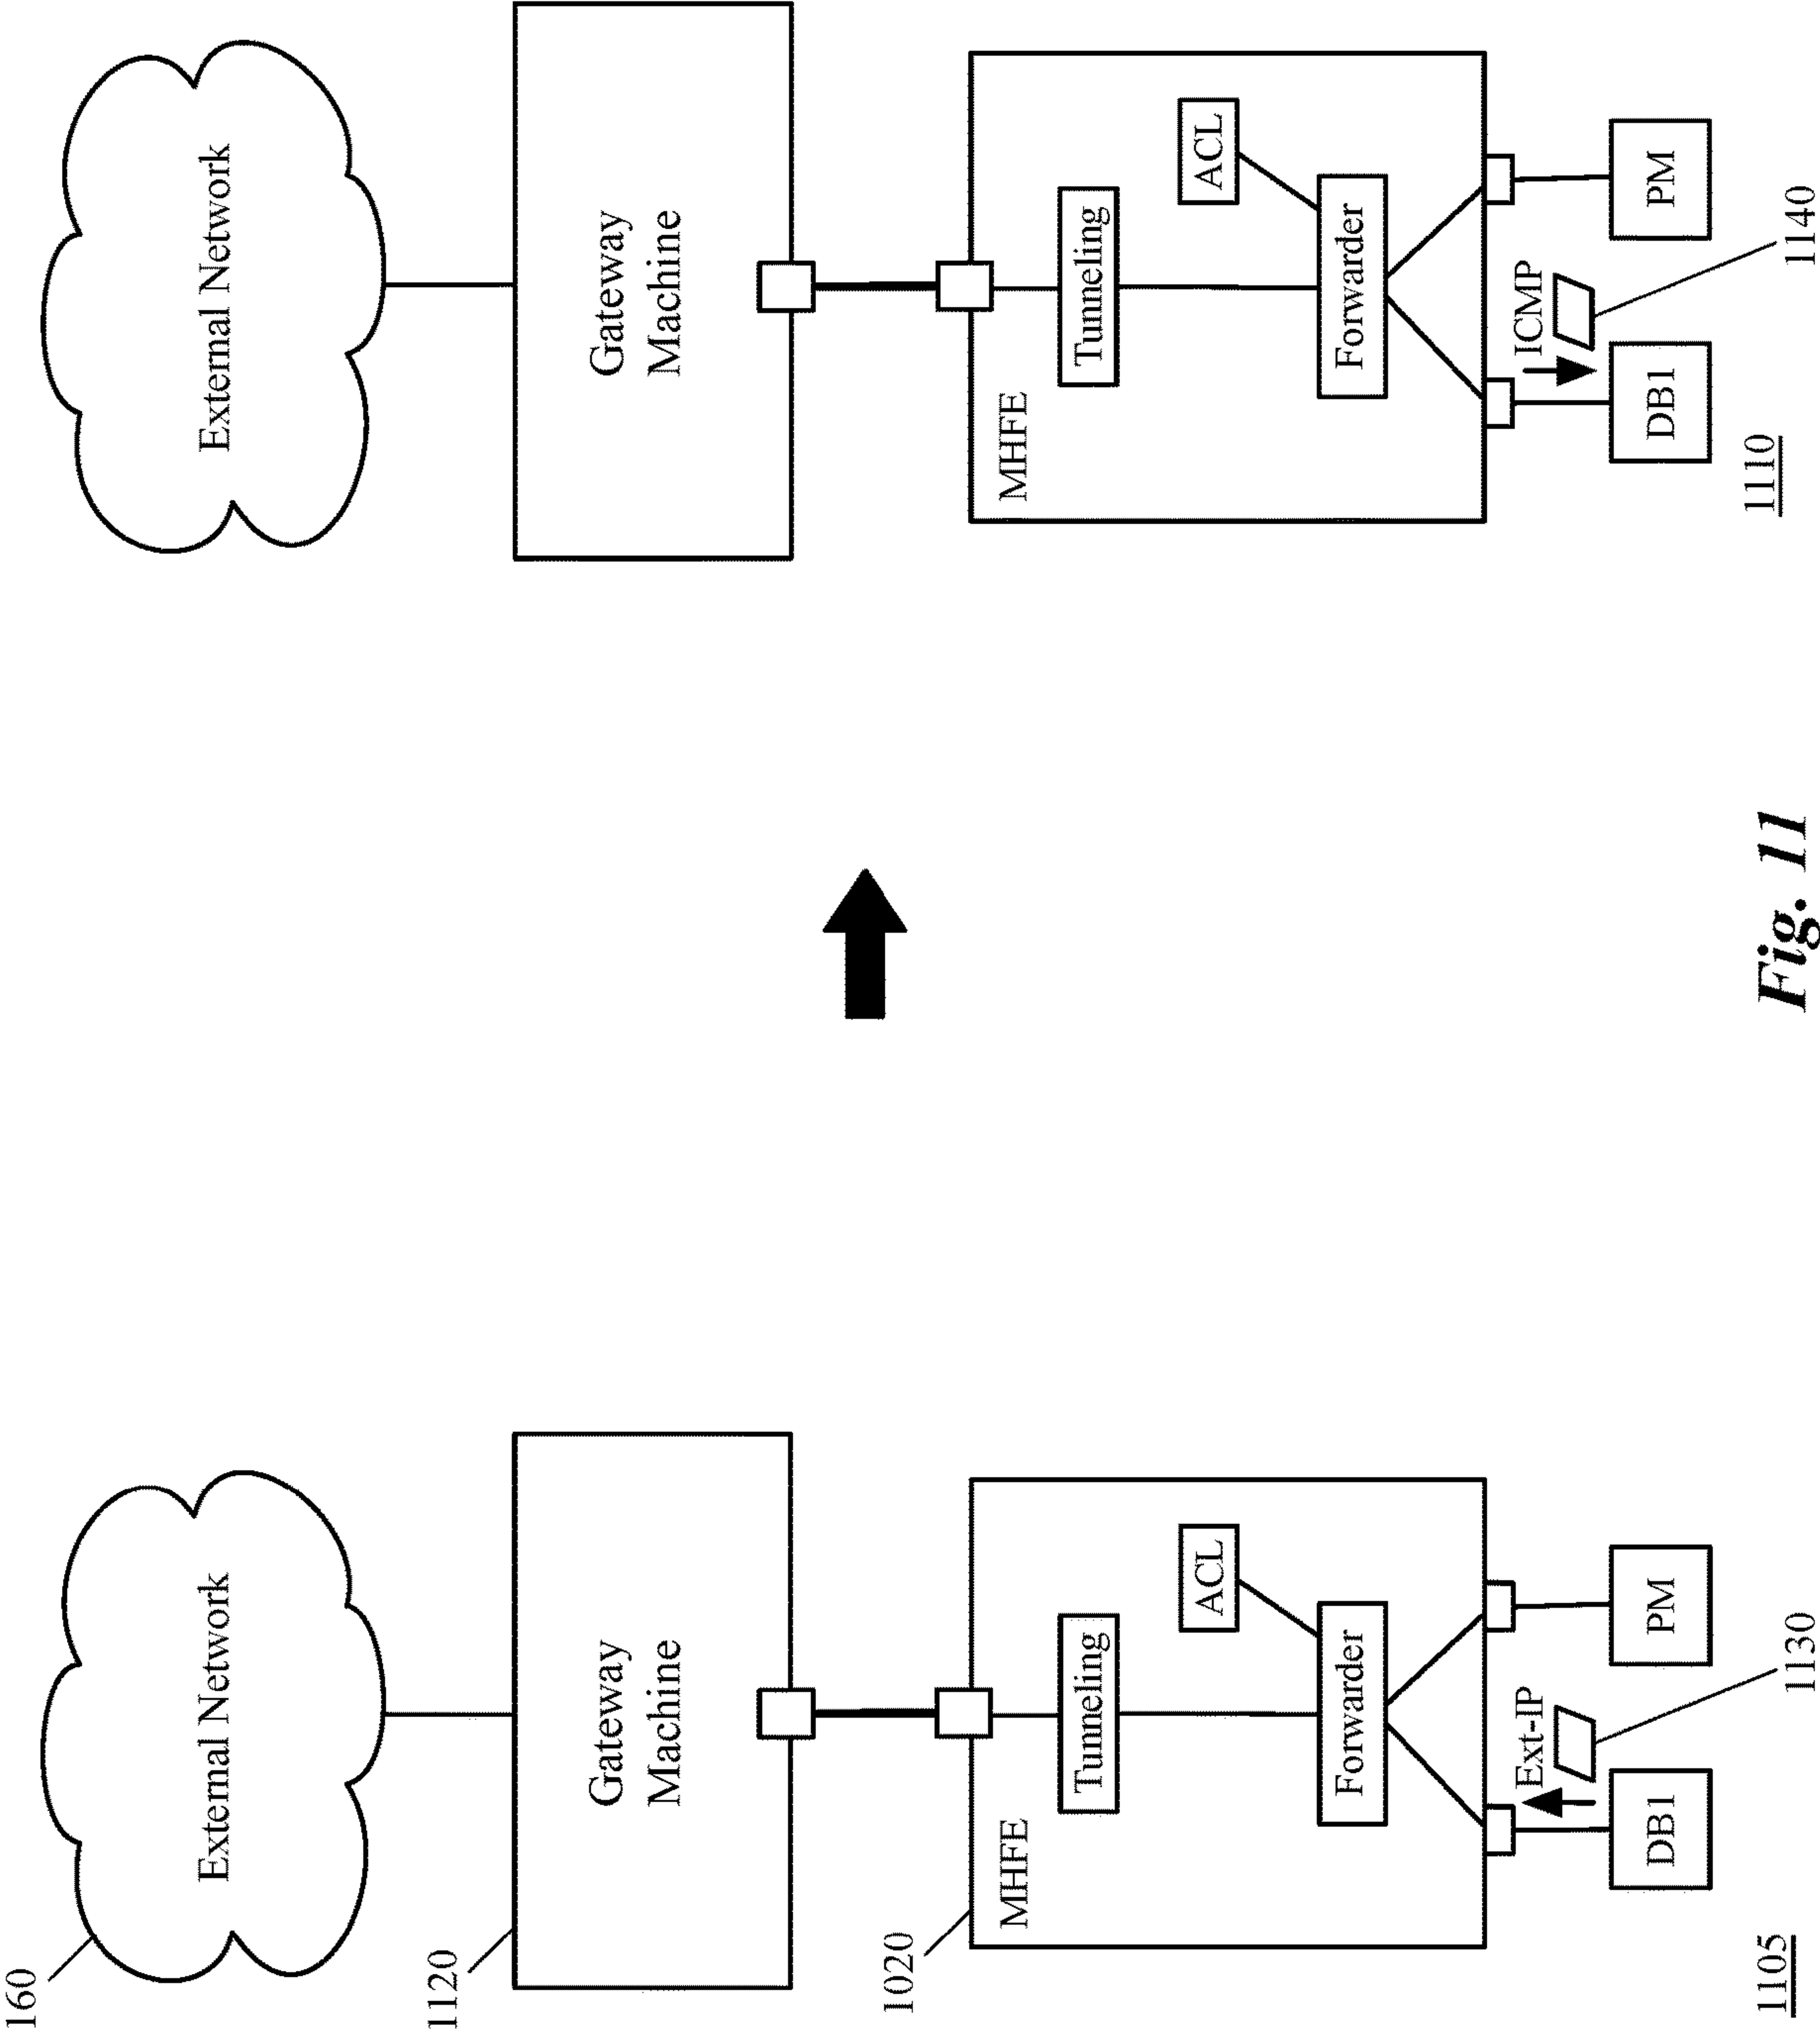 160
External Network
1120
Gateway
Machine
1020
MHFE
Tunneling
ACL
Forwarder
Ext-IP
DB1
PM
1130
1105
External Network
Gateway
Machine
MHFE
Tunneling
ACL
Forwarder
ICMP
DB1
PM
1140
1110
Fig. 11